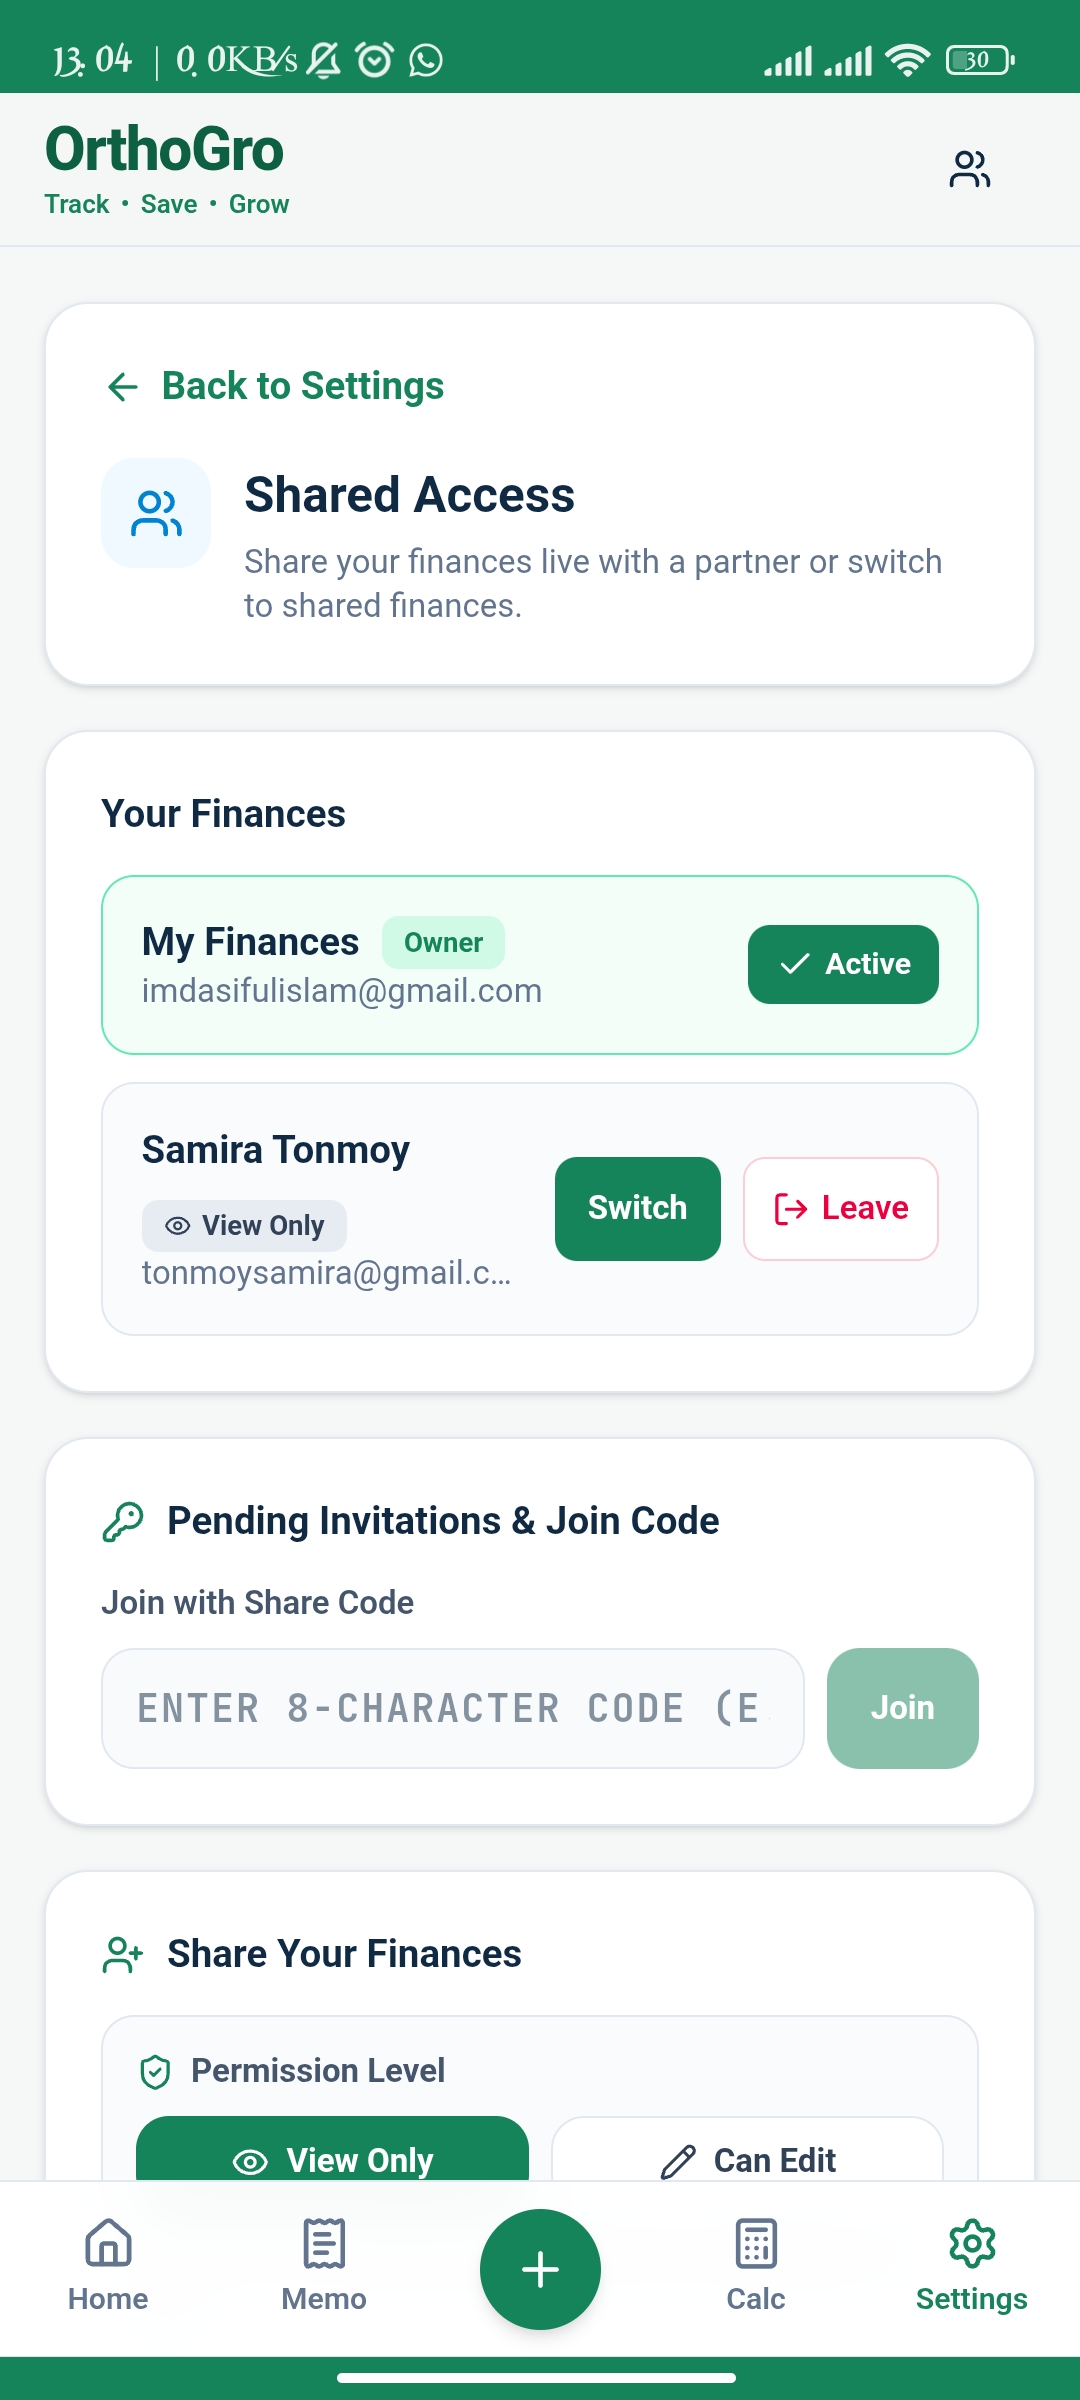 13:04 | 0.0KB/s
30
OrthoGro
Track • Save • Grow
Back to Settings
Shared Access
Share your finances live with a partner or switch
to shared finances.
Your Finances
My Finances Owner
imdasifulislam@gmail.com
Active
Samira Tonmoy
View Only
tonmoysamira@gmail.c...
Switch
Leave
Pending Invitations & Join Code
Join with Share Code
ENTER 8-CHARACTER CODE (E
Join
Share Your Finances
Permission Level
View Only
Can Edit
Home
Memo
Calc
Settings